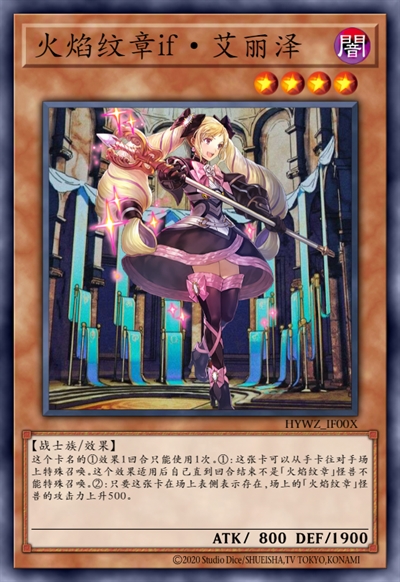 火焰纹章if・艾丽泽
闇
HYWZ_IF00X
【战士族/效果】
这个卡名的①效果1回合只能使用1次。①:这张卡可以从手卡往对手场
上特殊召唤。这个效果适用后自己直到回合结束不是「火焰纹章」怪兽不
能特殊召唤。②:只要这张卡在场上表侧表示存在,场上的「火焰纹章」怪
兽的攻击力上升500。
ATK/ 800 DEF/1900
©2020 Studio Dice/SHUEISHA,TV TOKYO,KONAMI